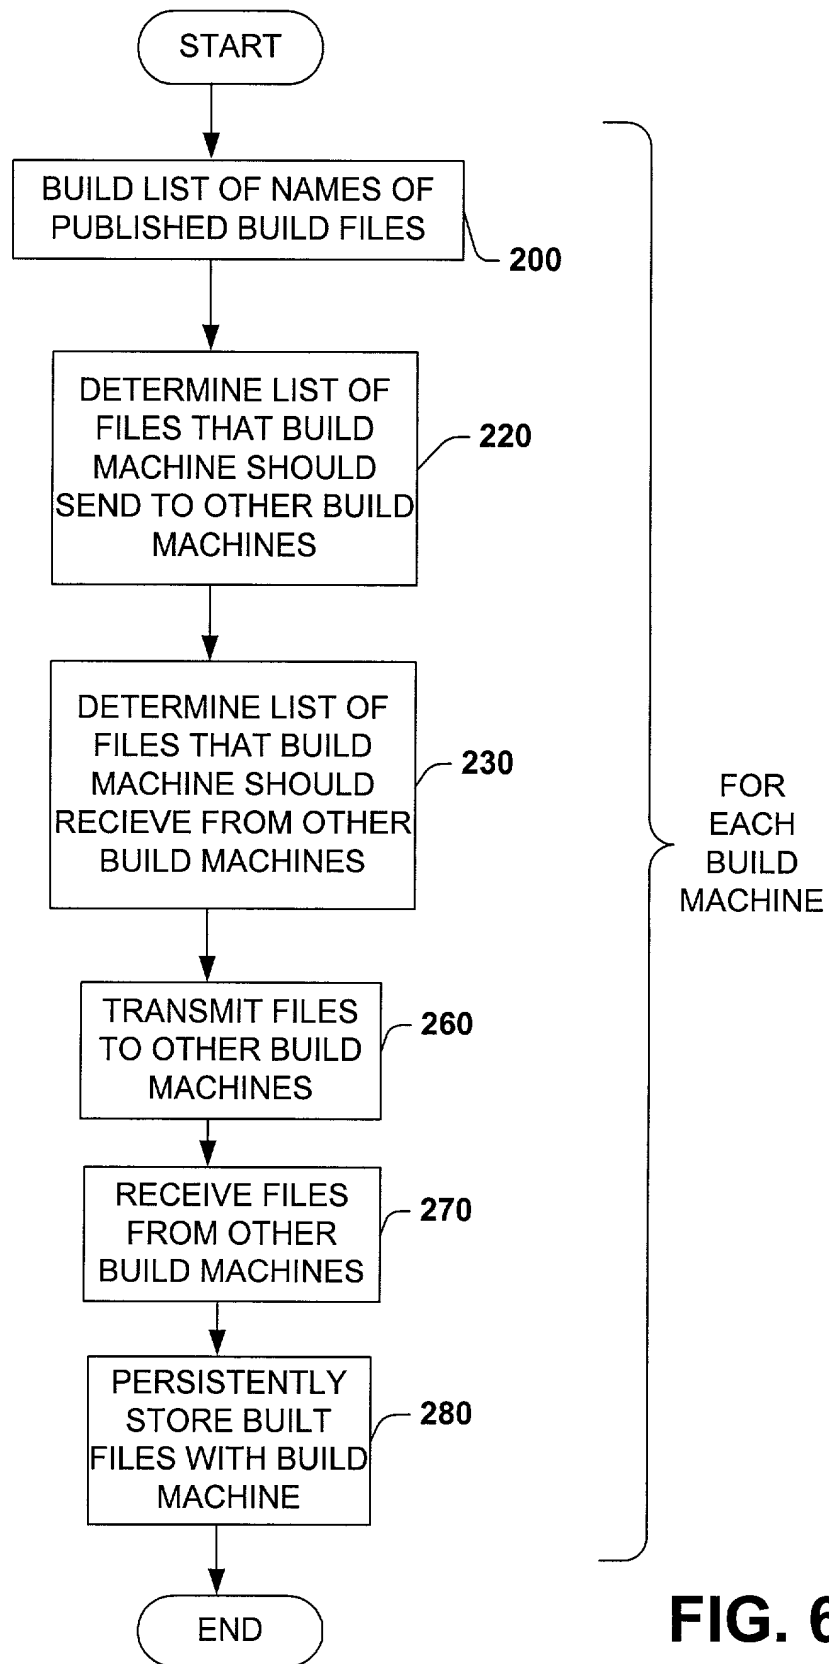 START
BUILD LIST OF NAMES OF
PUBLISHED BUILD FILES
200
DETERMINE LIST OF
FILES THAT BUILD
MACHINE SHOULD
SEND TO OTHER BUILD
MACHINES
220
DETERMINE LIST OF
FILES THAT BUILD
MACHINE SHOULD
RECIEVE FROM OTHER
BUILD MACHINES
230
FOR
EACH
BUILD
MACHINE
TRANSMIT FILES
TO OTHER BUILD
MACHINES
260
RECEIVE FILES
FROM OTHER
BUILD MACHINES
270
PERSISTENTLY
STORE BUILT
FILES WITH BUILD
MACHINE
280
END
FIG. 6